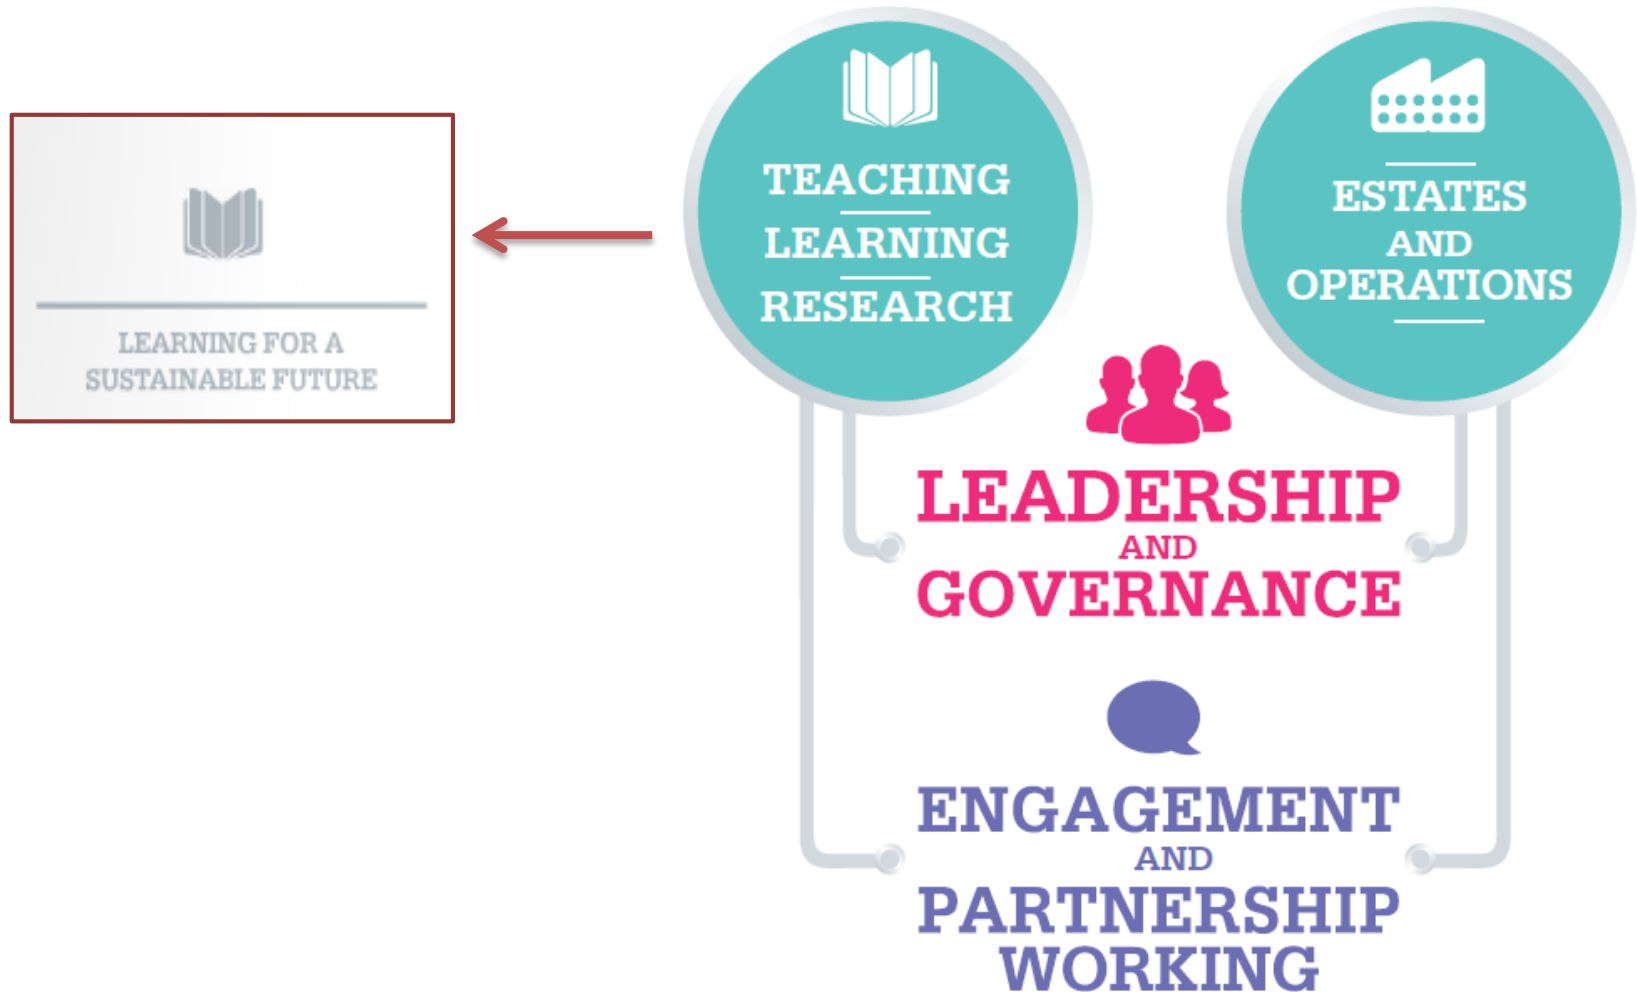 LEARNING FOR A
SUSTAINABLE FUTURE
TEACHING
LEARNING
RESEARCH
ESTATES
AND
OPERATIONS
LEADERSHIP
AND
GOVERNANCE
ENGAGEMENT
AND
PARTNERSHIP
WORKING